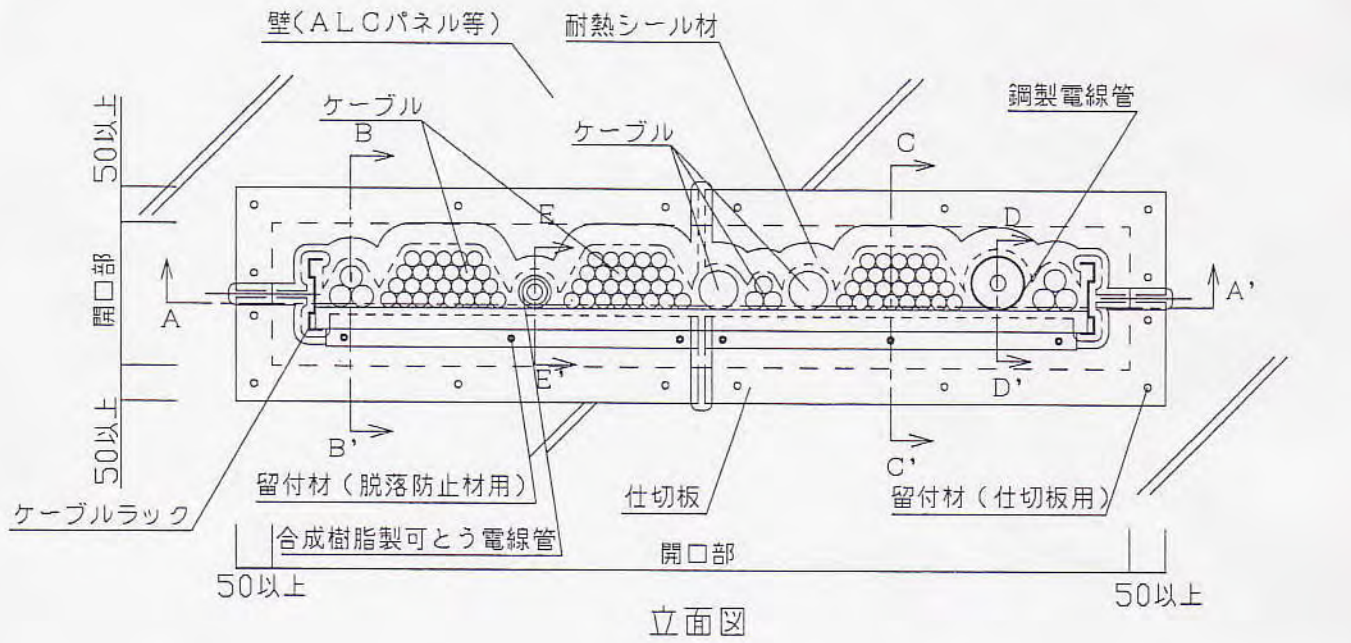 壁(ALCパネル等)
耐熱シール材
鋼製電線管
ケーブル
ケーブル
50以上
開口部
50以上
B
C
E
D
A
A'
E'
D'
B'
C'
留付材(脱落防止材用)
仕切板
留付材(仕切板用)
ケーブルラック
合成樹脂製可とう電線管
開口部
50以上
50以上
立面図